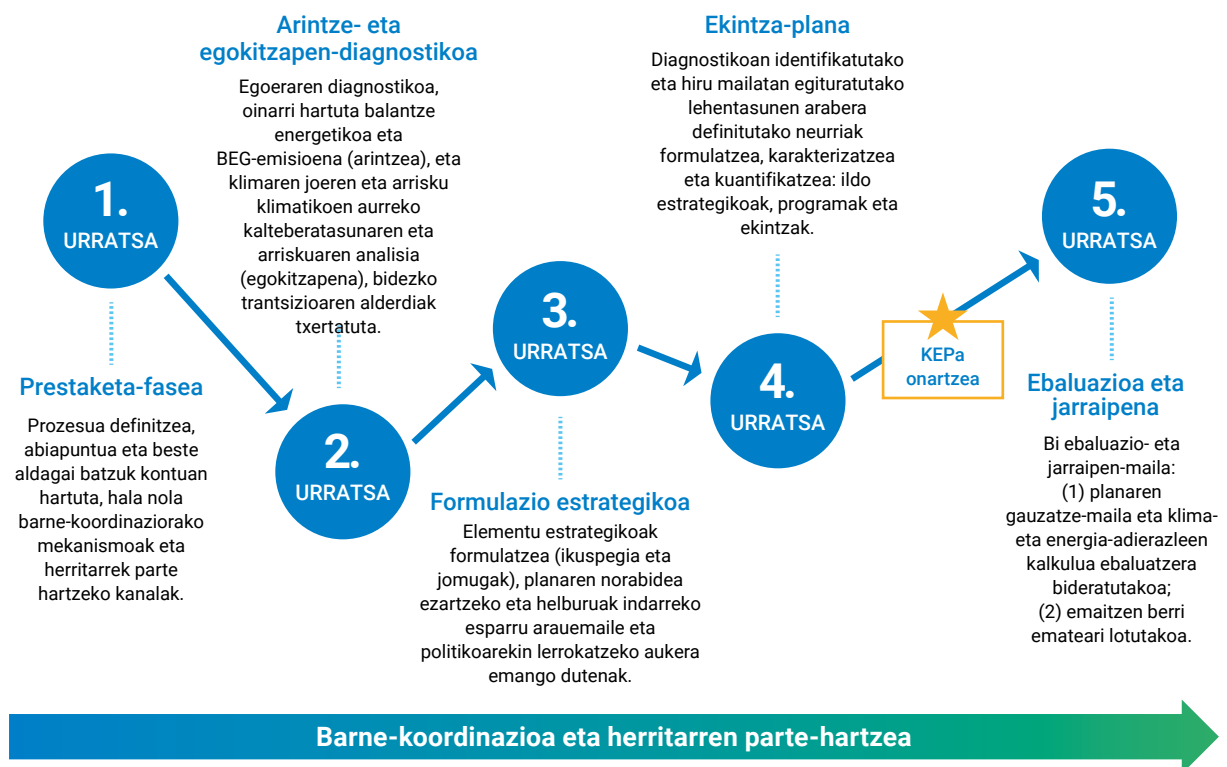 1.
URRATSA
Prestaketa-fasea
Prozesua definitzea,
abiapuntua eta beste
aldagai batzuk kontuan
hartuta, hala nola
barne-koordinaziorako
mekanismoak eta
herritarrek parte
hartzeko kanalak.
Arintze- eta
egokitzapen-diagnostikoa
Egoeraren diagnostikoa,
oinarri hartuta balantze
energetikoa eta
BEG-emisioena (arintzea), eta
klimaren joeren eta arrisku
klimatikoen aurreko
kalteberatasunaren eta
arriskuaren analisia
(egokitzapena), bidezko
trantsizioaren alderdiak
txertatuta.
2.
URRATSA
3.
URRATSA
Formulazio estrategikoa
Elementu estrategikoak
formulatzea (ikuspegia eta
jomugak), planaren norabidea
ezartzeko eta helburuak indarreko
esparru arauemaile eta
politikoarekin lerrokatzeko aukera
emango dutenak.
Ekintza-plana
Diagnostikoan identifikatutako
eta hiru mailatan egituratutako
lehentasunen arabera
definitutako neurriak
formulatzea, karakterizatzea
eta kuantifikatzea: ildo
estrategikoak, programak eta
ekintzak.
4.
URRATSA
KEPa
onartzea
5.
URRATSA
Ebaluazioa eta
jarraipena
Bi ebaluazio- eta
jarraipen-maila:
(1) planaren
gauzatze-maila eta klima-
eta energia-adierazleen
kalkulua ebaluatzera
bideratutakoa;
(2) emaitzen berri
emateari lotutakoa.
Barne-koordinazioa eta herritarren parte-hartzea